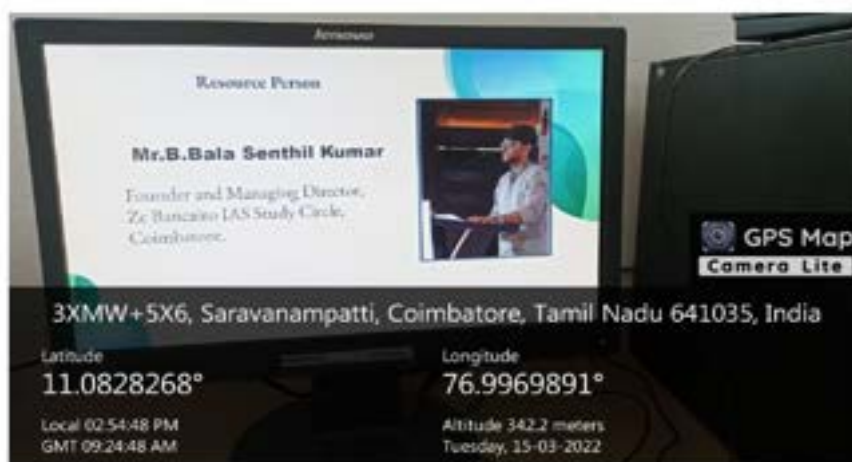 Lenovo
Resource Person
Mr.B.Bala Senthil Kumar
Founder and Managing Director,
Ze Bancairo IAS Study Circle,
Coimbatore.
GPS Map
Camera Lite
3XMW+5X6, Saravanampatti, Coimbatore, Tamil Nadu 641035, India
Latitude
11.0828268°
Longitude
76.9969891°
Local 02:54:48 PM
GMT 09:24:48 AM
Altitude 342.2 meters
Tuesday, 15-03-2022